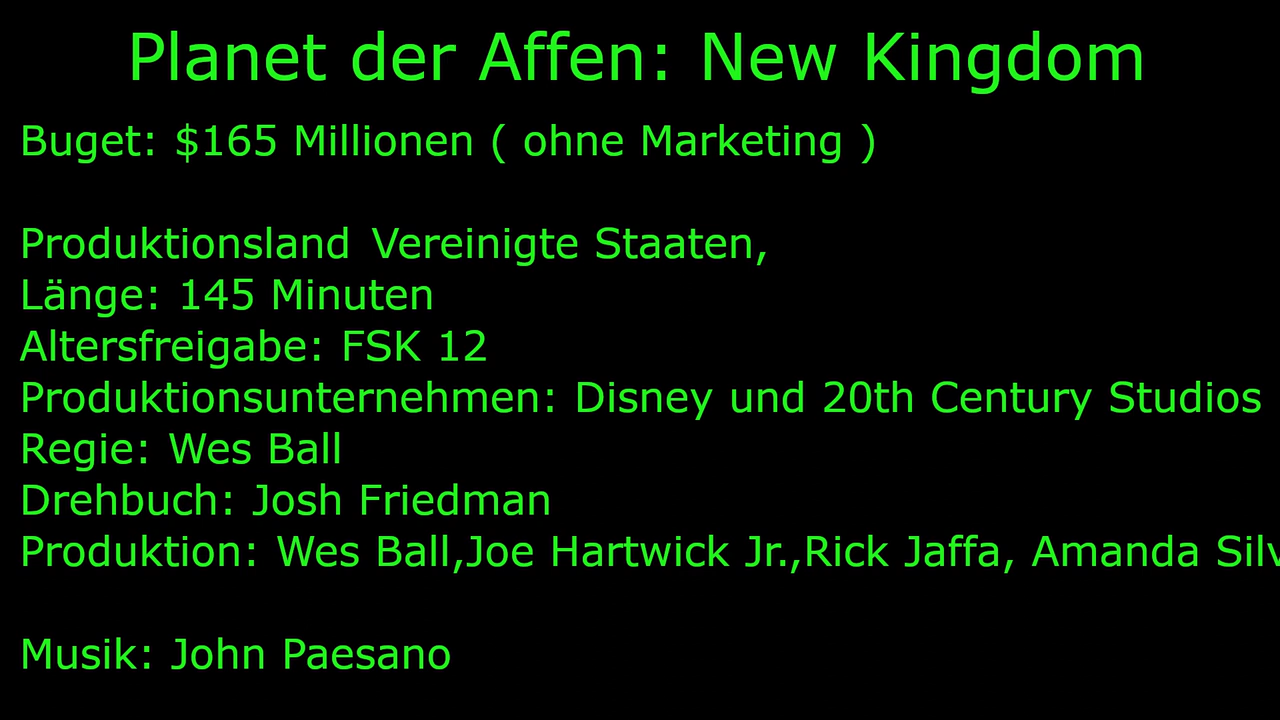 Planet der Affen: New Kingdom
Buget: $165 Millionen ( ohne Marketing )
Produktionsland Vereinigte Staaten,
Länge: 145 Minuten
Altersfreigabe: FSK 12
Produktionsunternehmen: Disney und 20th Century Studios
Regie: Wes Ball
Drehbuch: Josh Friedman
Produktion: Wes Ball,Joe Hartwick Jr.,Rick Jaffa, Amanda Silv
Musik: John Paesano